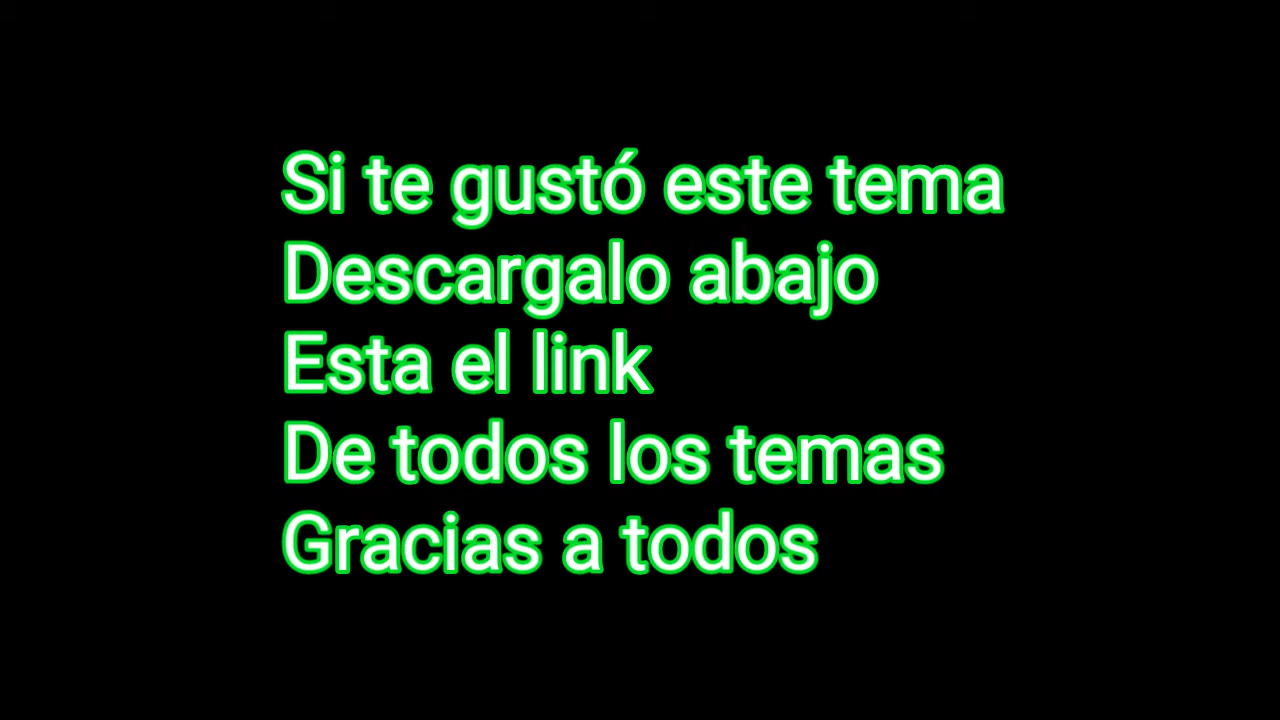 Si te gustó este tema
Descargalo abajo
Esta el link
De todos los temas
Gracias a todos